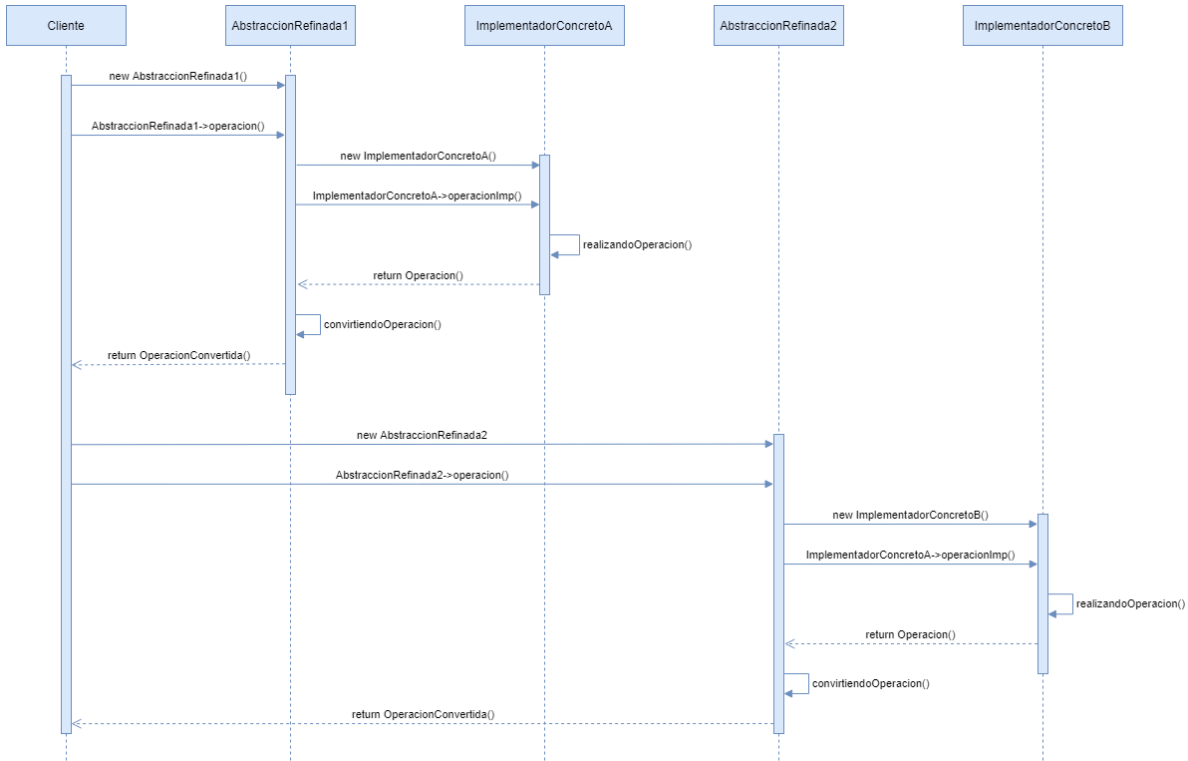 Cliente
AbstraccionRefinada1
ImplementadorConcretoA
AbstraccionRefinada2
ImplementadorConcretoB
new AbstraccionRefinada1()
AbstraccionRefinada1->operacion()
new ImplementadorConcretoA()
ImplementadorConcretoA->operacionImp()
realizandoOperacion()
return Operacion()
convirtiendoOperacion()
return OperacionConvertida()
new AbstraccionRefinada2
AbstraccionRefinada2->operacion()
new ImplementadorConcretoB()
ImplementadorConcretoA->operacionImp()
realizandoOperacion()
return Operacion()
convirtiendoOperacion()
return OperacionConvertida()